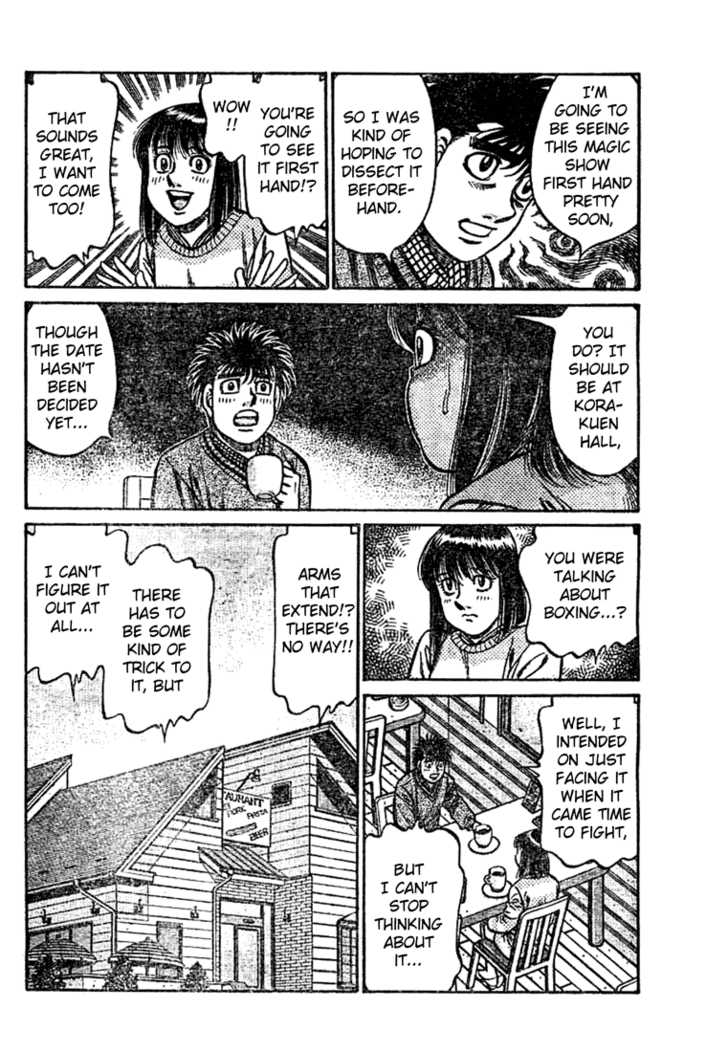 I'M
GOING TO
BE SEEING
THIS MAGIC
SHOW
FIRST HAND
PRETTY
SOON,
SO I WAS
KIND OF
HOPING TO
DISSECT IT
BEFORE-
HAND.
WOW
!!
YOU'RE
GOING
TO SEE
IT FIRST
HAND!?
THAT
SOUNDS
GREAT,
I WANT
TO COME
TOO!
YOU
DO? IT
SHOULD
BE AT
KORA-
KUEN
HALL,
THOUGH
THE DATE
HASN'T
BEEN
DECIDED
YET...
YOU WERE
TALKING
ABOUT
BOXING...?
WELL, I
INTENDED
ON JUST
FACING IT
WHEN IT
CAME TIME
TO FIGHT,
BUT
I CAN'T
STOP
THINKING
ABOUT
IT...
ARMS
THAT
EXTEND!?
THERE'S
NO WAY!!
THERE
HAS TO
BE SOME
KIND OF
TRICK TO
IT, BUT
I CAN'T
FIGURE IT
OUT AT
ALL...
AURANT
PASTA
BEER